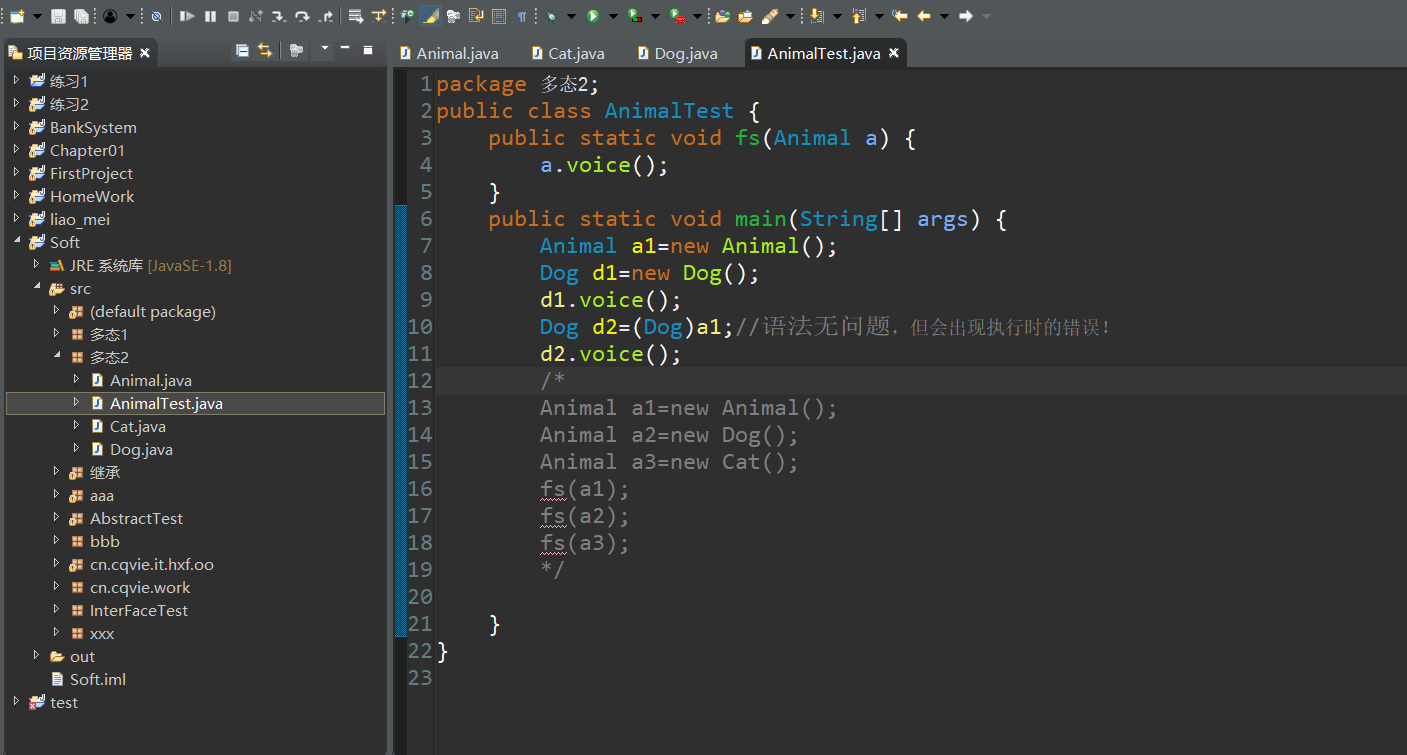 项目资源管理器
练习1
练习2
BankSystem
Chapter01
FirstProject
HomeWork
liao_mei
Soft
JRE 系统库 [JavaSE-1.8]
src
(default package)
多态1
多态2
Animal.java
AnimalTest.java
Cat.java
Dog.java
继承
aaa
AbstractTest
bbb
cn.cqvie.it.hxf.oo
cn.cqvie.work
InterFaceTest
xxx
out
Soft.iml
test
Animal.java
Cat.java
Dog.java
AnimalTest.java
1 package 多态2;
2 public class AnimalTest {
3     public static void fs(Animal a) {
4         a.voice();
5     }
6     public static void main(String[] args) {
7         Animal a1=new Animal();
8         Dog d1=new Dog();
9         d1.voice();
10         Dog d2=(Dog)a1;//语法无问题，但会出现执行时的错误！
11         d2.voice();
12         /*
13         Animal a1=new Animal();
14         Animal a2=new Dog();
15         Animal a3=new Cat();
16         fs(a1);
17         fs(a2);
18         fs(a3);
19         */
20
21     }
22 }
23